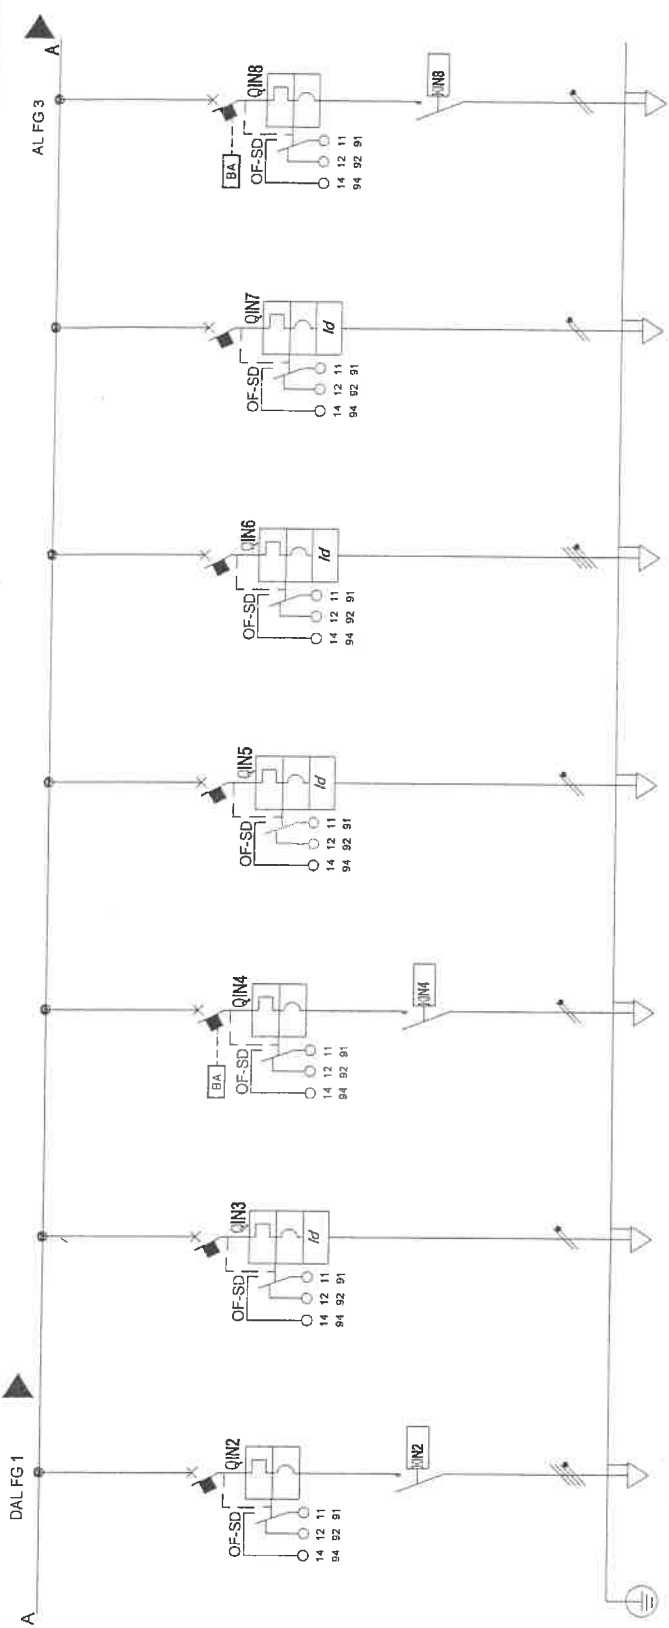 DAL FG 1
AL FG 3
A
A
QIN2
OF-SD
11 91
12 92
14 94
QIN3
OF-SD
Id
11 91
12 92
14 94
QIN4
BA
OF-SD
11 91
12 92
14 94
QIN5
OF-SD
Id
11 91
12 92
14 94
QIN6
OF-SD
Id
11 91
12 92
14 94
QIN7
OF-SD
Id
11 91
12 92
14 94
QIN8
BA
OF-SD
11 91
12 92
14 94